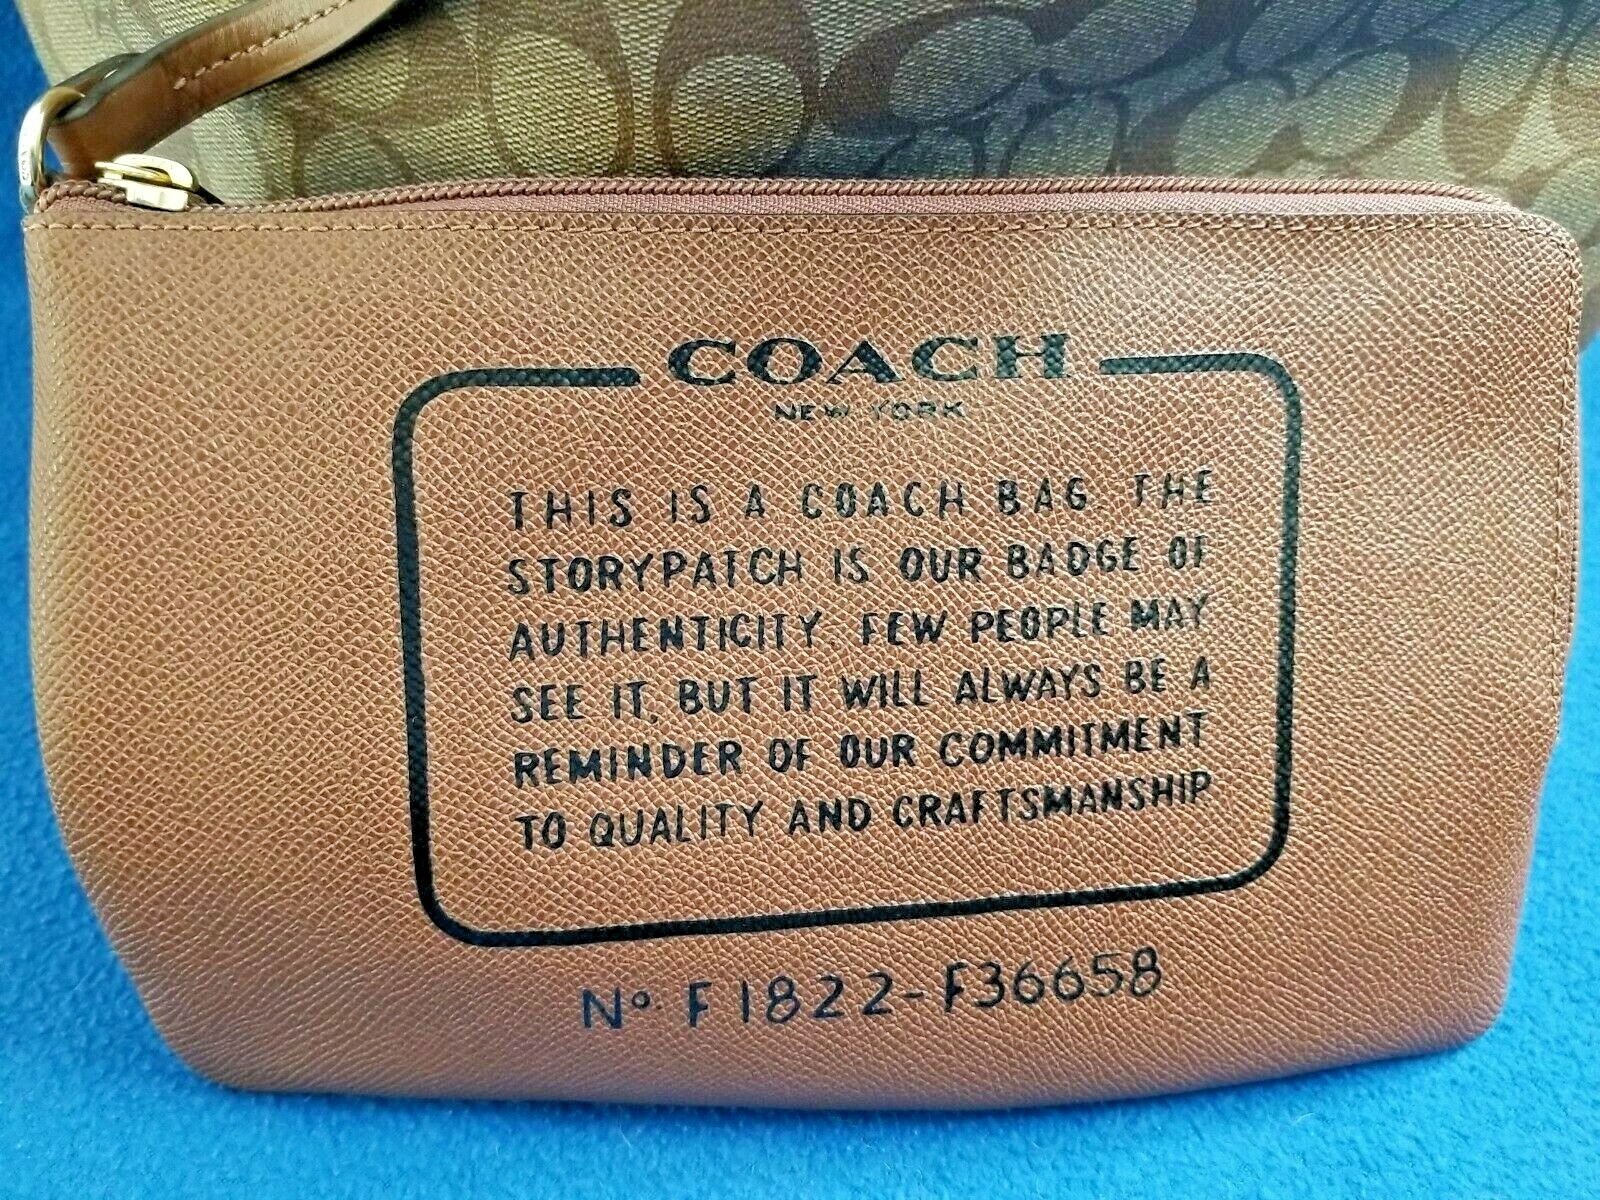 COACH
NEW YORK
THIS IS A COACH BAG. THE
STORYPATCH IS OUR BADGE OF
AUTHENTICITY. FEW PEOPLE MAY
SEE IT, BUT IT WILL ALWAYS BE A
REMINDER OF OUR COMMITMENT
TO QUALITY AND CRAFTSMANSHIP
Nº. F1822-F36658